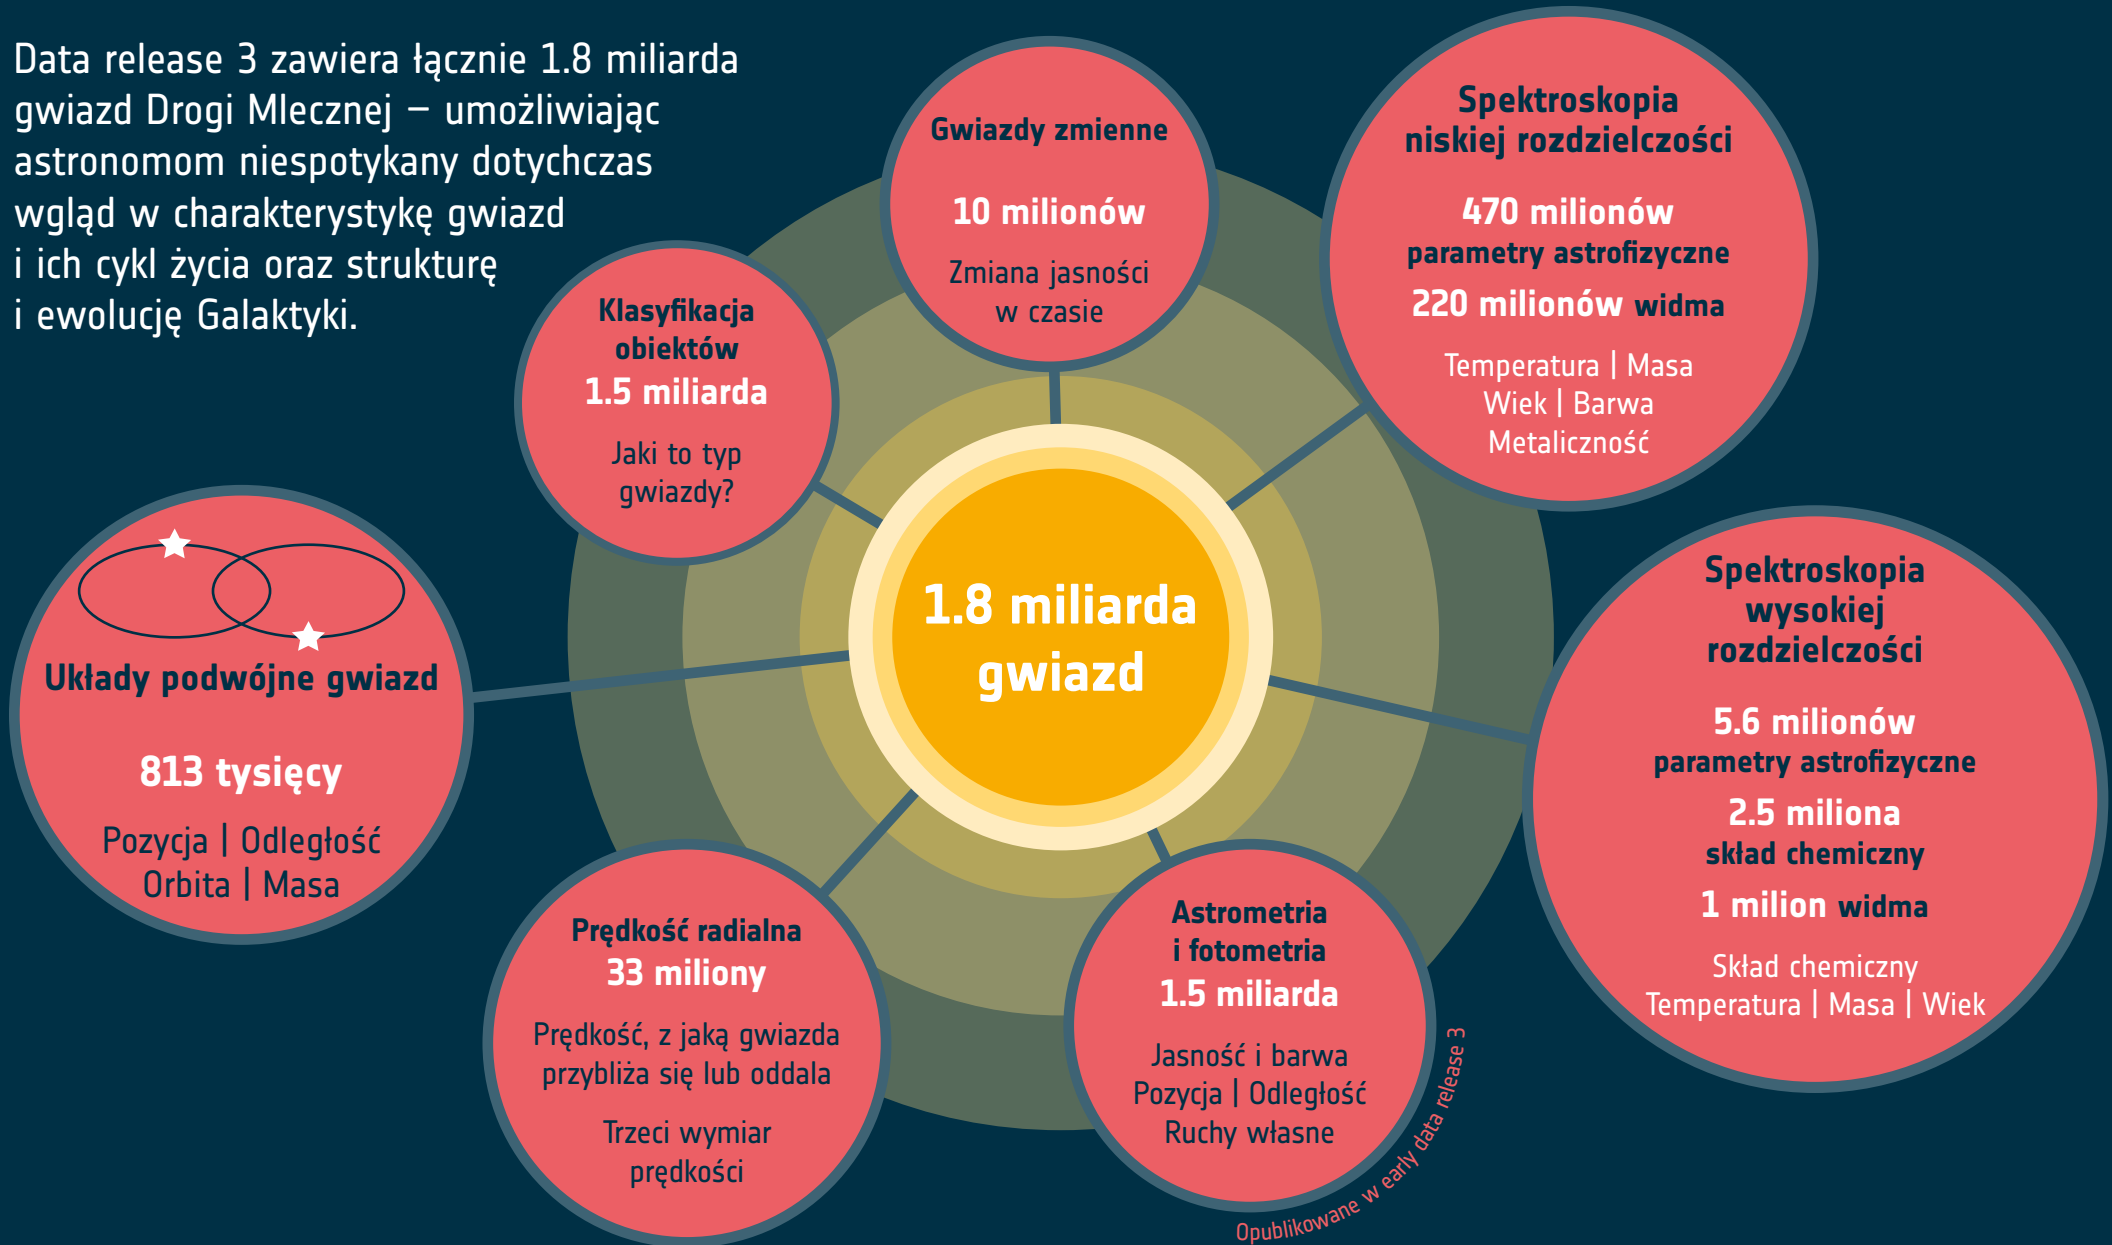 Data release 3 zawiera łącznie 1.8 miliarda
gwiazd Drogi Mlecznej – umożliwiając
astronomom niespotykany dotychczas
wgląd w charakterystykę gwiazd
i ich cykl życia oraz strukturę
i ewolucję Galaktyki.
Gwiazdy zmienne
10 milionów
Zmiana jasności
w czasie
Spektroskopia
niskiej rozdzielczości
470 milionów
parametry astrofizyczne
220 milionów widma
Temperatura | Masa
Wiek | Barwa
Metaliczność
Klasyfikacja
obiektów
1.5 miliarda
Jaki to typ
gwiazdy?
1.8 miliarda
gwiazd
Układy podwójne gwiazd
813 tysięcy
Pozycja | Odległość
Orbita | Masa
Spektroskopia
wysokiej
rozdzielczości
5.6 milionów
parametry astrofizyczne
2.5 miliona
skład chemiczny
1 milion widma
Skład chemiczny
Temperatura | Masa | Wiek
Prędkość radialna
33 miliony
Prędkość, z jaką gwiazda
przybliża się lub oddala
Trzeci wymiar
prędkości
Astrometria
i fotometria
1.5 miliarda
Jasność i barwa
Pozycja | Odległość
Ruchy własne
Opublikowane w early data release 3